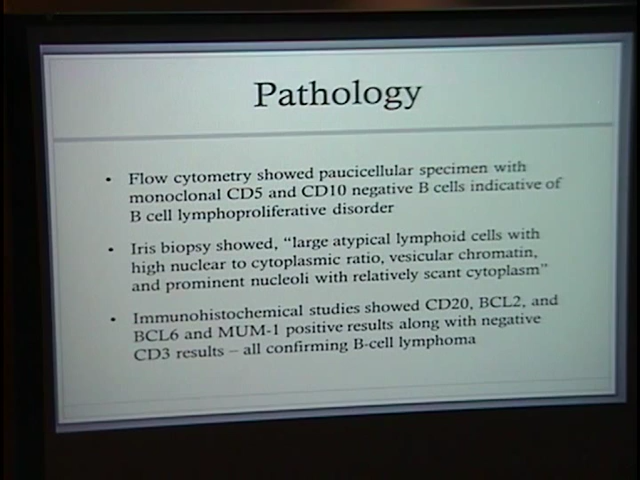 Pathology
• Flow cytometry showed paucicellular specimen with
monoclonal CD5 and CD10 negative B cells indicative of
B cell lymphoproliferative disorder
• Iris biopsy showed, “large atypical lymphoid cells with
high nuclear to cytoplasmic ratio, vesicular chromatin,
and prominent nucleoli with relatively scant cytoplasm”
• Immunohistochemical studies showed CD20, BCL2, and
BCL6 and MUM-1 positive results along with negative
CD3 results – all confirming B-cell lymphoma